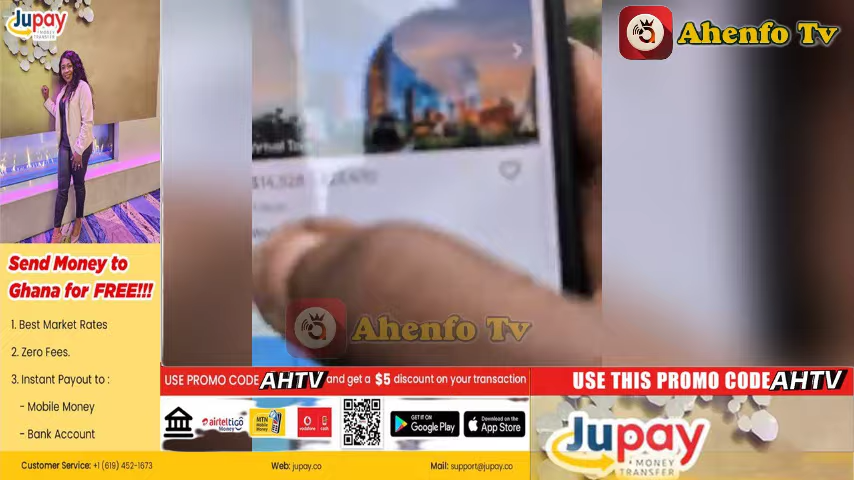 Jupay
MONEY
TRANSFER
Ahenfo Tv
Send Money to
Ghana for FREE!!!
1. Best Market Rates
2. Zero Fees.
3. Instant Payout to :
- Mobile Money
- Bank Account
Ahenfo Tv
USE PROMO CODE AHTV and get a $5 discount on your transaction
USE THIS PROMO CODE AHTV
airteltigo
Money
MTN
Mobile
Money
vodafone cash
GET IT ON
Google Play
Download on the
App Store
Jupay
MONEY
TRANSFER
Customer Service: +1 (619) 452-1673
Web: jupay.co
Mail: support@jupay.co